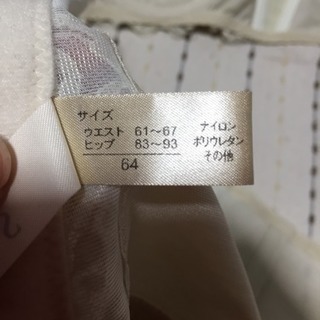 サイズ
ウエスト 61〜67
ヒップ 83〜93
64
ナイロン
ポリウレタン
その他